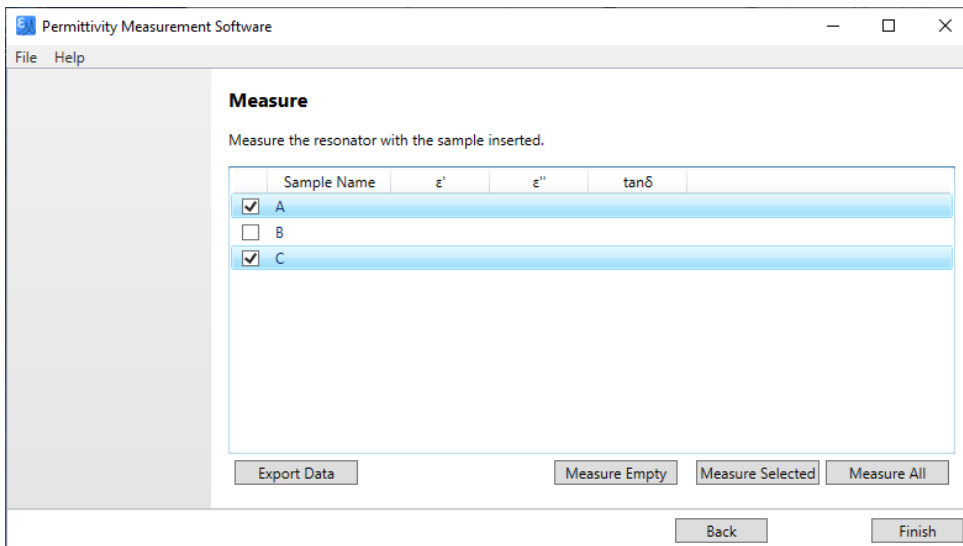 Permittivity Measurement Software
File Help
Measure
Measure the resonator with the sample inserted.
Sample Name ε' ε'' tanδ
A
B
C
Export Data Measure Empty Measure Selected Measure All
Back Finish